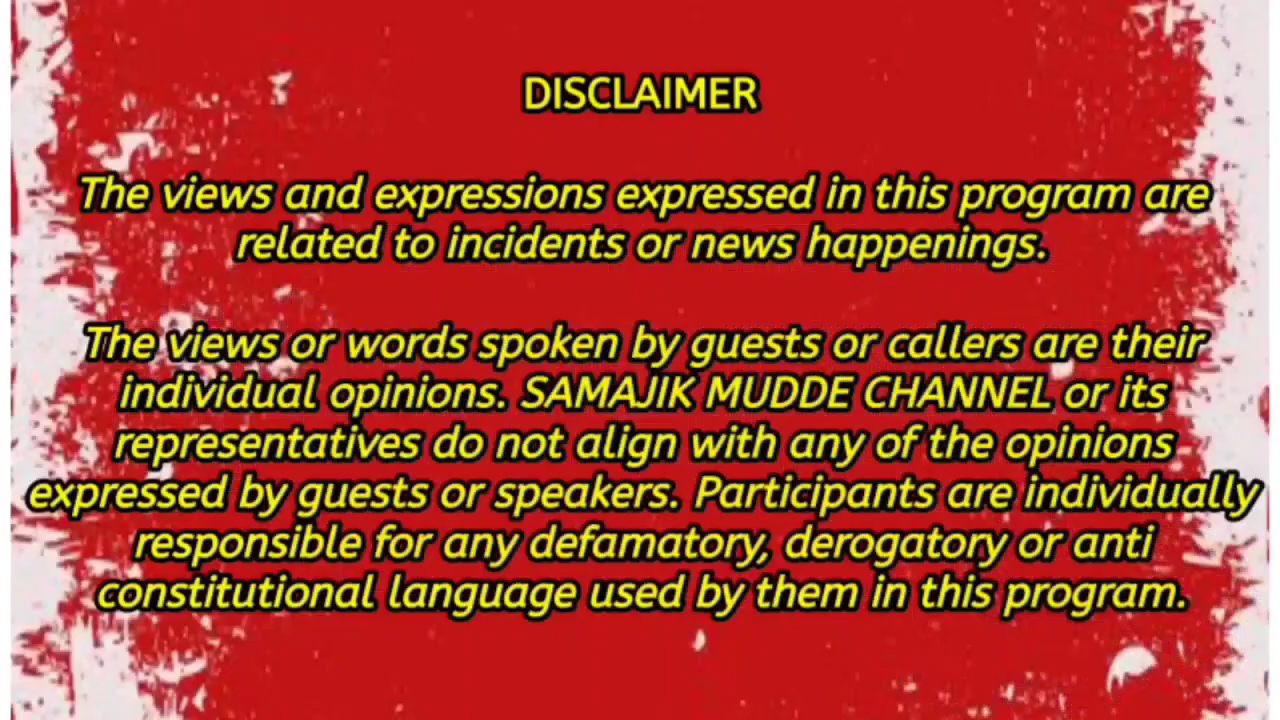 DISCLAIMER
The views and expressions expressed in this program are
related to incidents or news happenings.
The views or words spoken by guests or callers are their
individual opinions. SAMAJIK MUDDE CHANNEL or its
representatives do not align with any of the opinions
expressed by guests or speakers. Participants are individually
responsible for any defamatory, derogatory or anti
constitutional language used by them in this program.